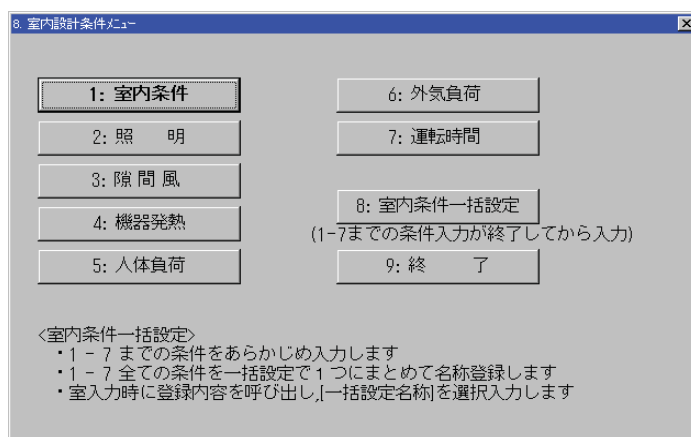 8. 室内設計条件メニュー
1: 室内条件
2: 照　　明
3: 隙 間 風
4: 機器発熱
5: 人体負荷
6: 外気負荷
7: 運転時間
8: 室内条件一括設定
(1-7までの条件入力が終了してから入力)
9: 終　　了
<室内条件一括設定>
・1 - 7 までの条件をあらかじめ入力します
・1 - 7 全ての条件を一括設定で１つにまとめて名称登録します
・室入力時に登録内容を呼び出し,[一括設定名称]を選択入力します